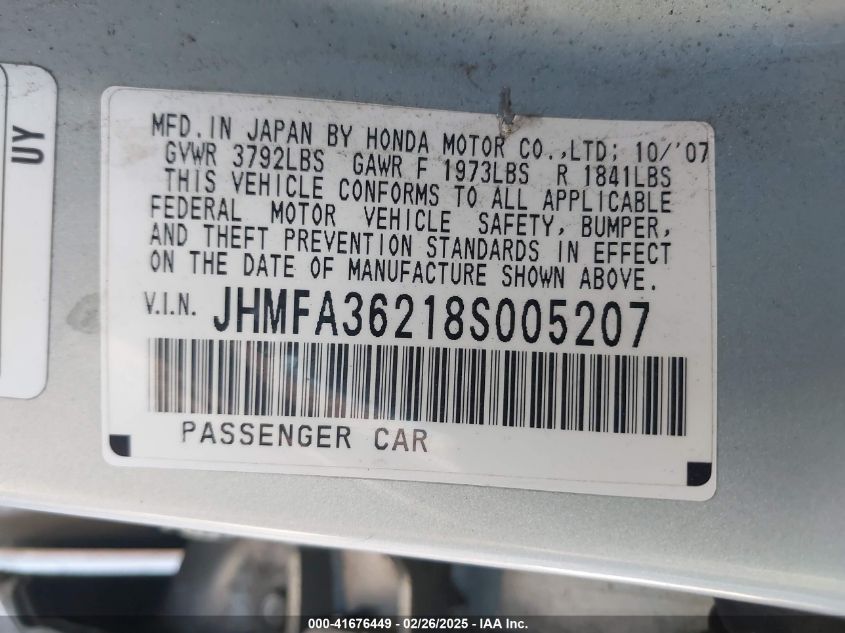 UY
MFD. IN JAPAN BY HONDA MOTOR CO.,LTD; 10/'07
GVWR 3792LBS GAWR F 1973LBS R 1841LBS
THIS VEHICLE CONFORMS TO ALL APPLICABLE
FEDERAL MOTOR VEHICLE SAFETY, BUMPER,
AND THEFT PREVENTION STANDARDS IN EFFECT
ON THE DATE OF MANUFACTURE SHOWN ABOVE.
V.I.N. JHMFA36218S005207
PASSENGER CAR
000-41676449 - 02/26/2025 - IAA Inc.